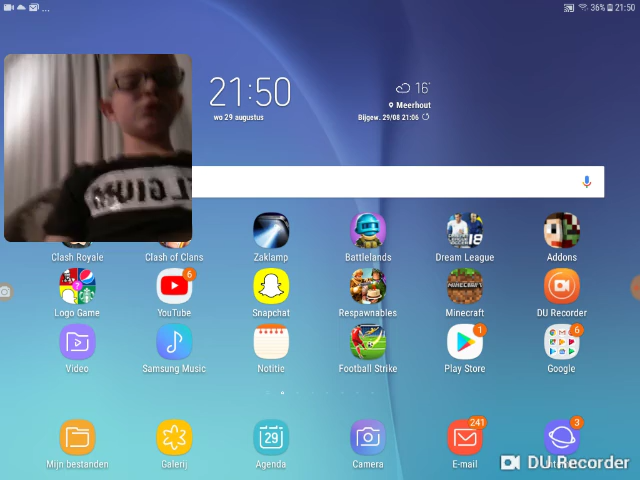 ...
36% 21:50
21:50
wo 29 augustus
16°
Meerhout
Bijgew. 29/08 21:06
Clash Royale
Clash of Clans
Zaklamp
Battlelands
Dream League
Addons
18
Logo Game
YouTube
6
Snapchat
Respawnables
Minecraft
MINECRAFT
DU Recorder
Video
Samsung Music
Notitie
Football Strike
Play Store
1
Google
6
Mijn bestanden
Galerij
29
Agenda
Camera
241
E-mail
3
DU Recorder